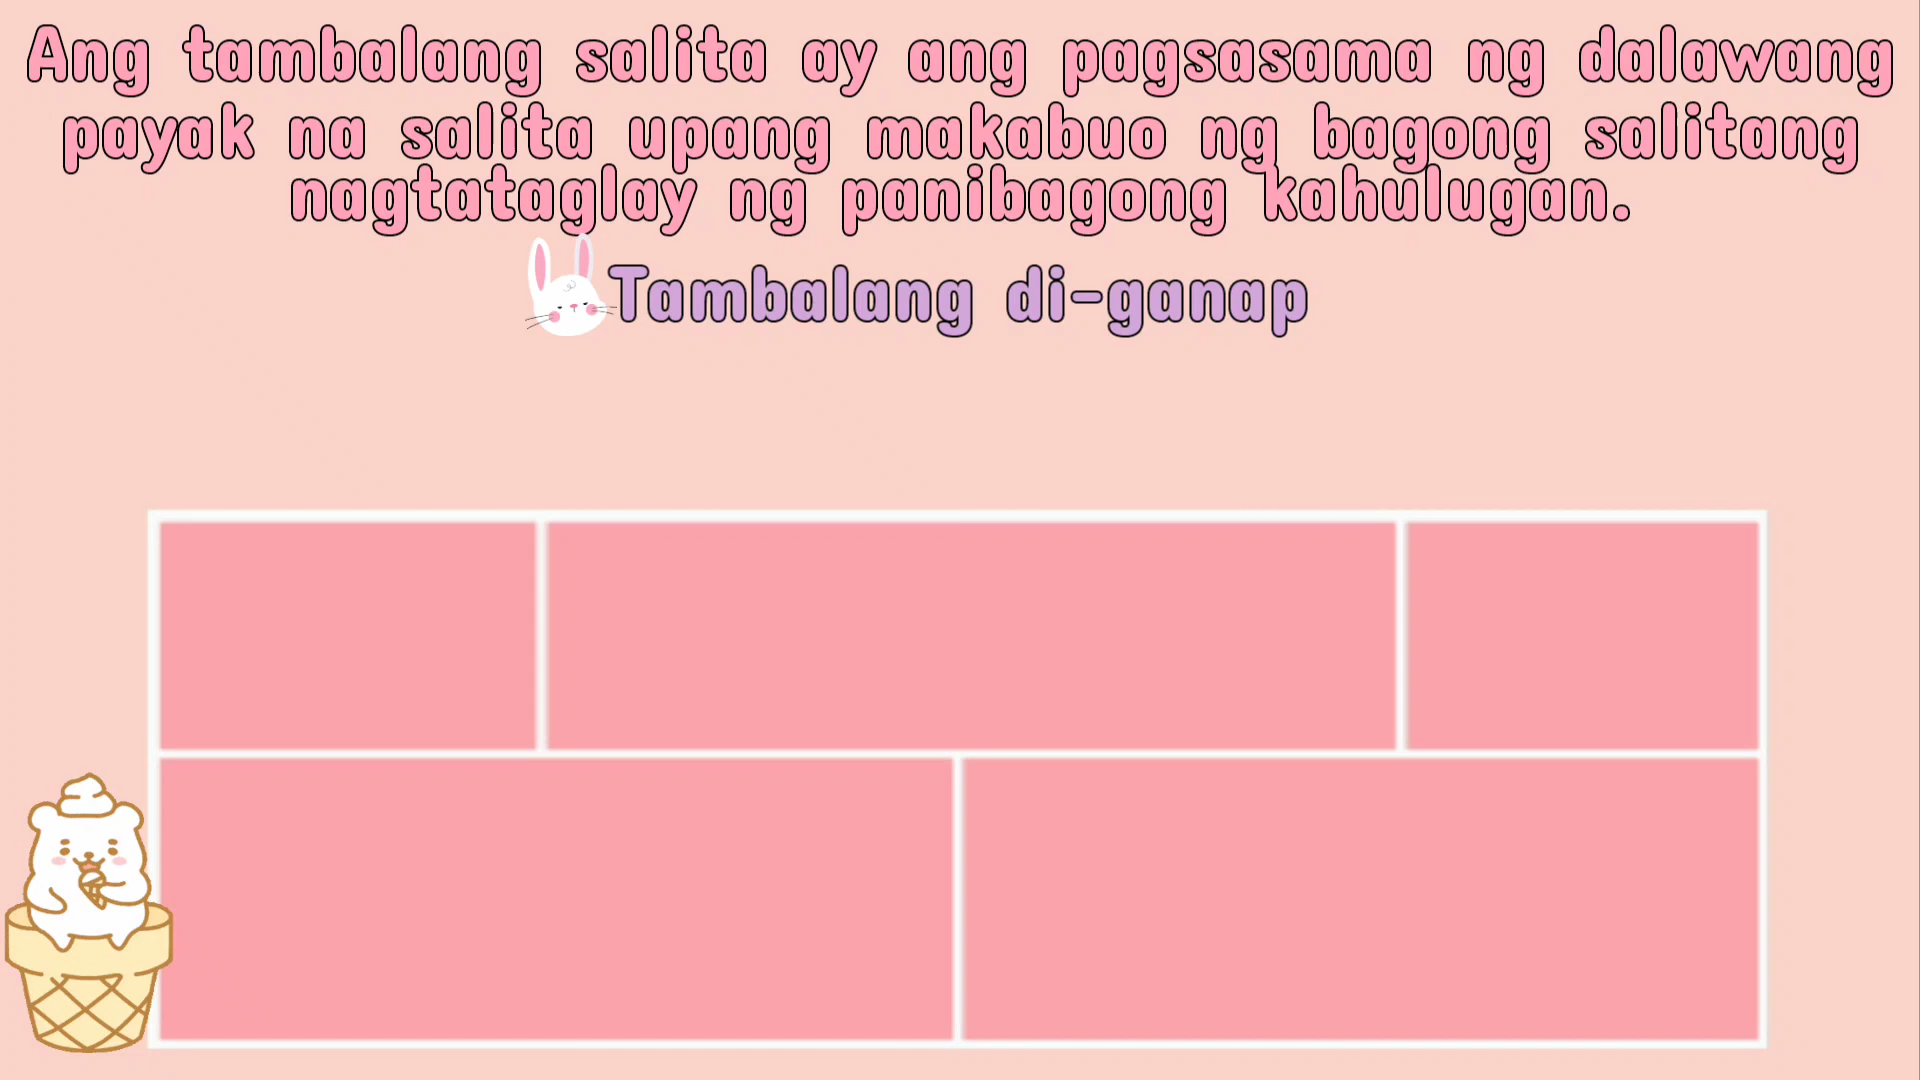 Ang tambalang salita ay ang pagsasama ng dalawang
payak na salita upang makabuo ng bagong salitang
nagtataglay ng panibagong kahulugan.
Tambalang di-ganap